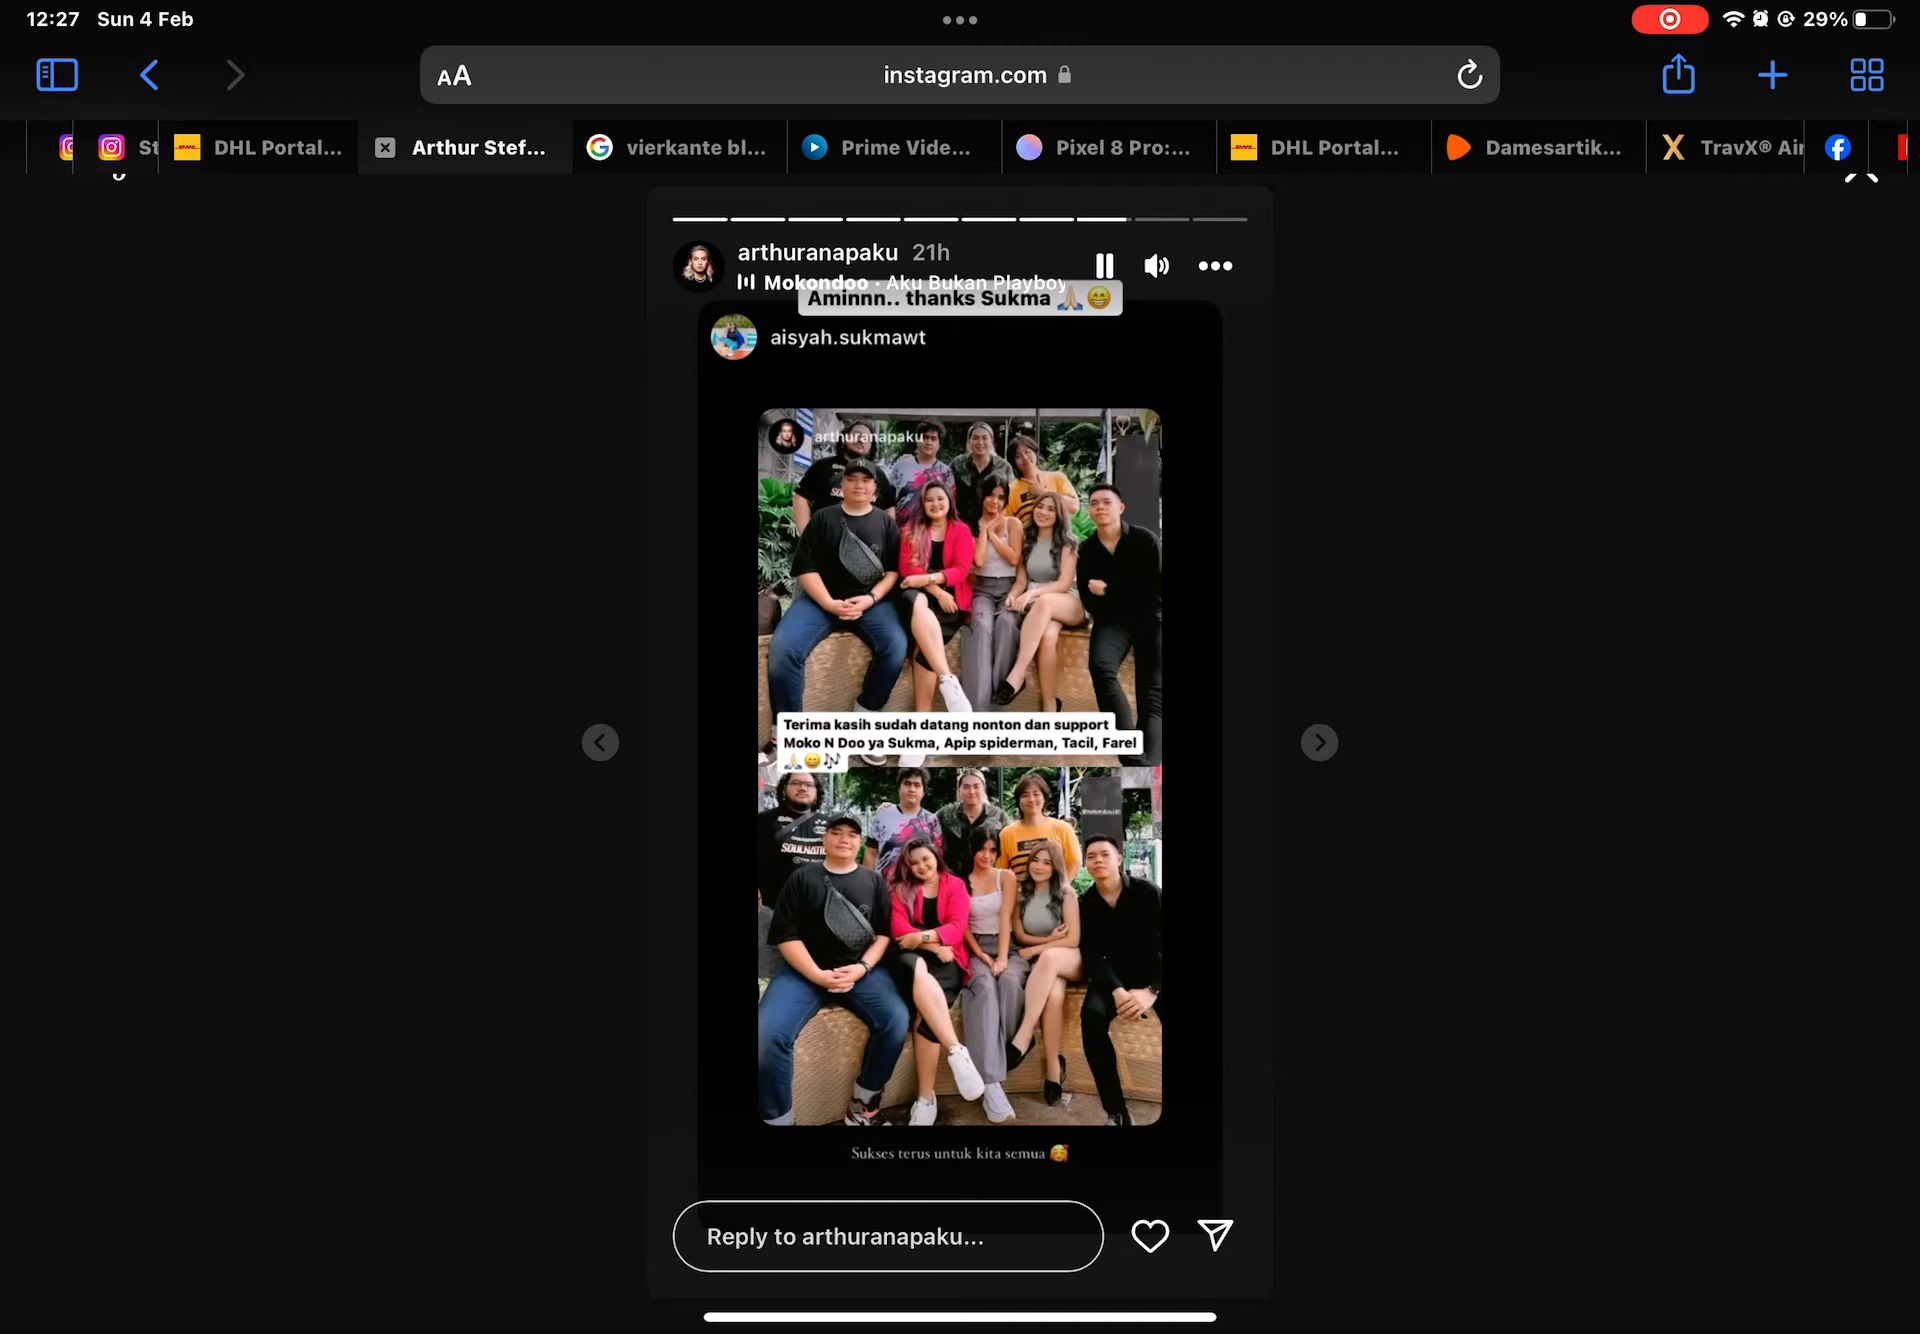 12:27 Sun 4 Feb
29%
AA
instagram.com
St
DHL Portal...
Arthur Stef...
vierkante bl...
Prime Vide...
Pixel 8 Pro:...
DHL Portal...
Damesartik...
TravX® Air
arthuranapaku 21h
Mokondoo · Aku Bukan Playboy
Aminnn.. thanks Sukma 🙏🏻😄
aisyah.sukmawt
arthuranapaku
Terima kasih sudah datang nonton dan support
Moko N Doo ya Sukma, Apip spiderman, Tacil, Farel
🙏🏻😄🎶
Sukses terus untuk kita semua 🥰
Reply to arthuranapaku...